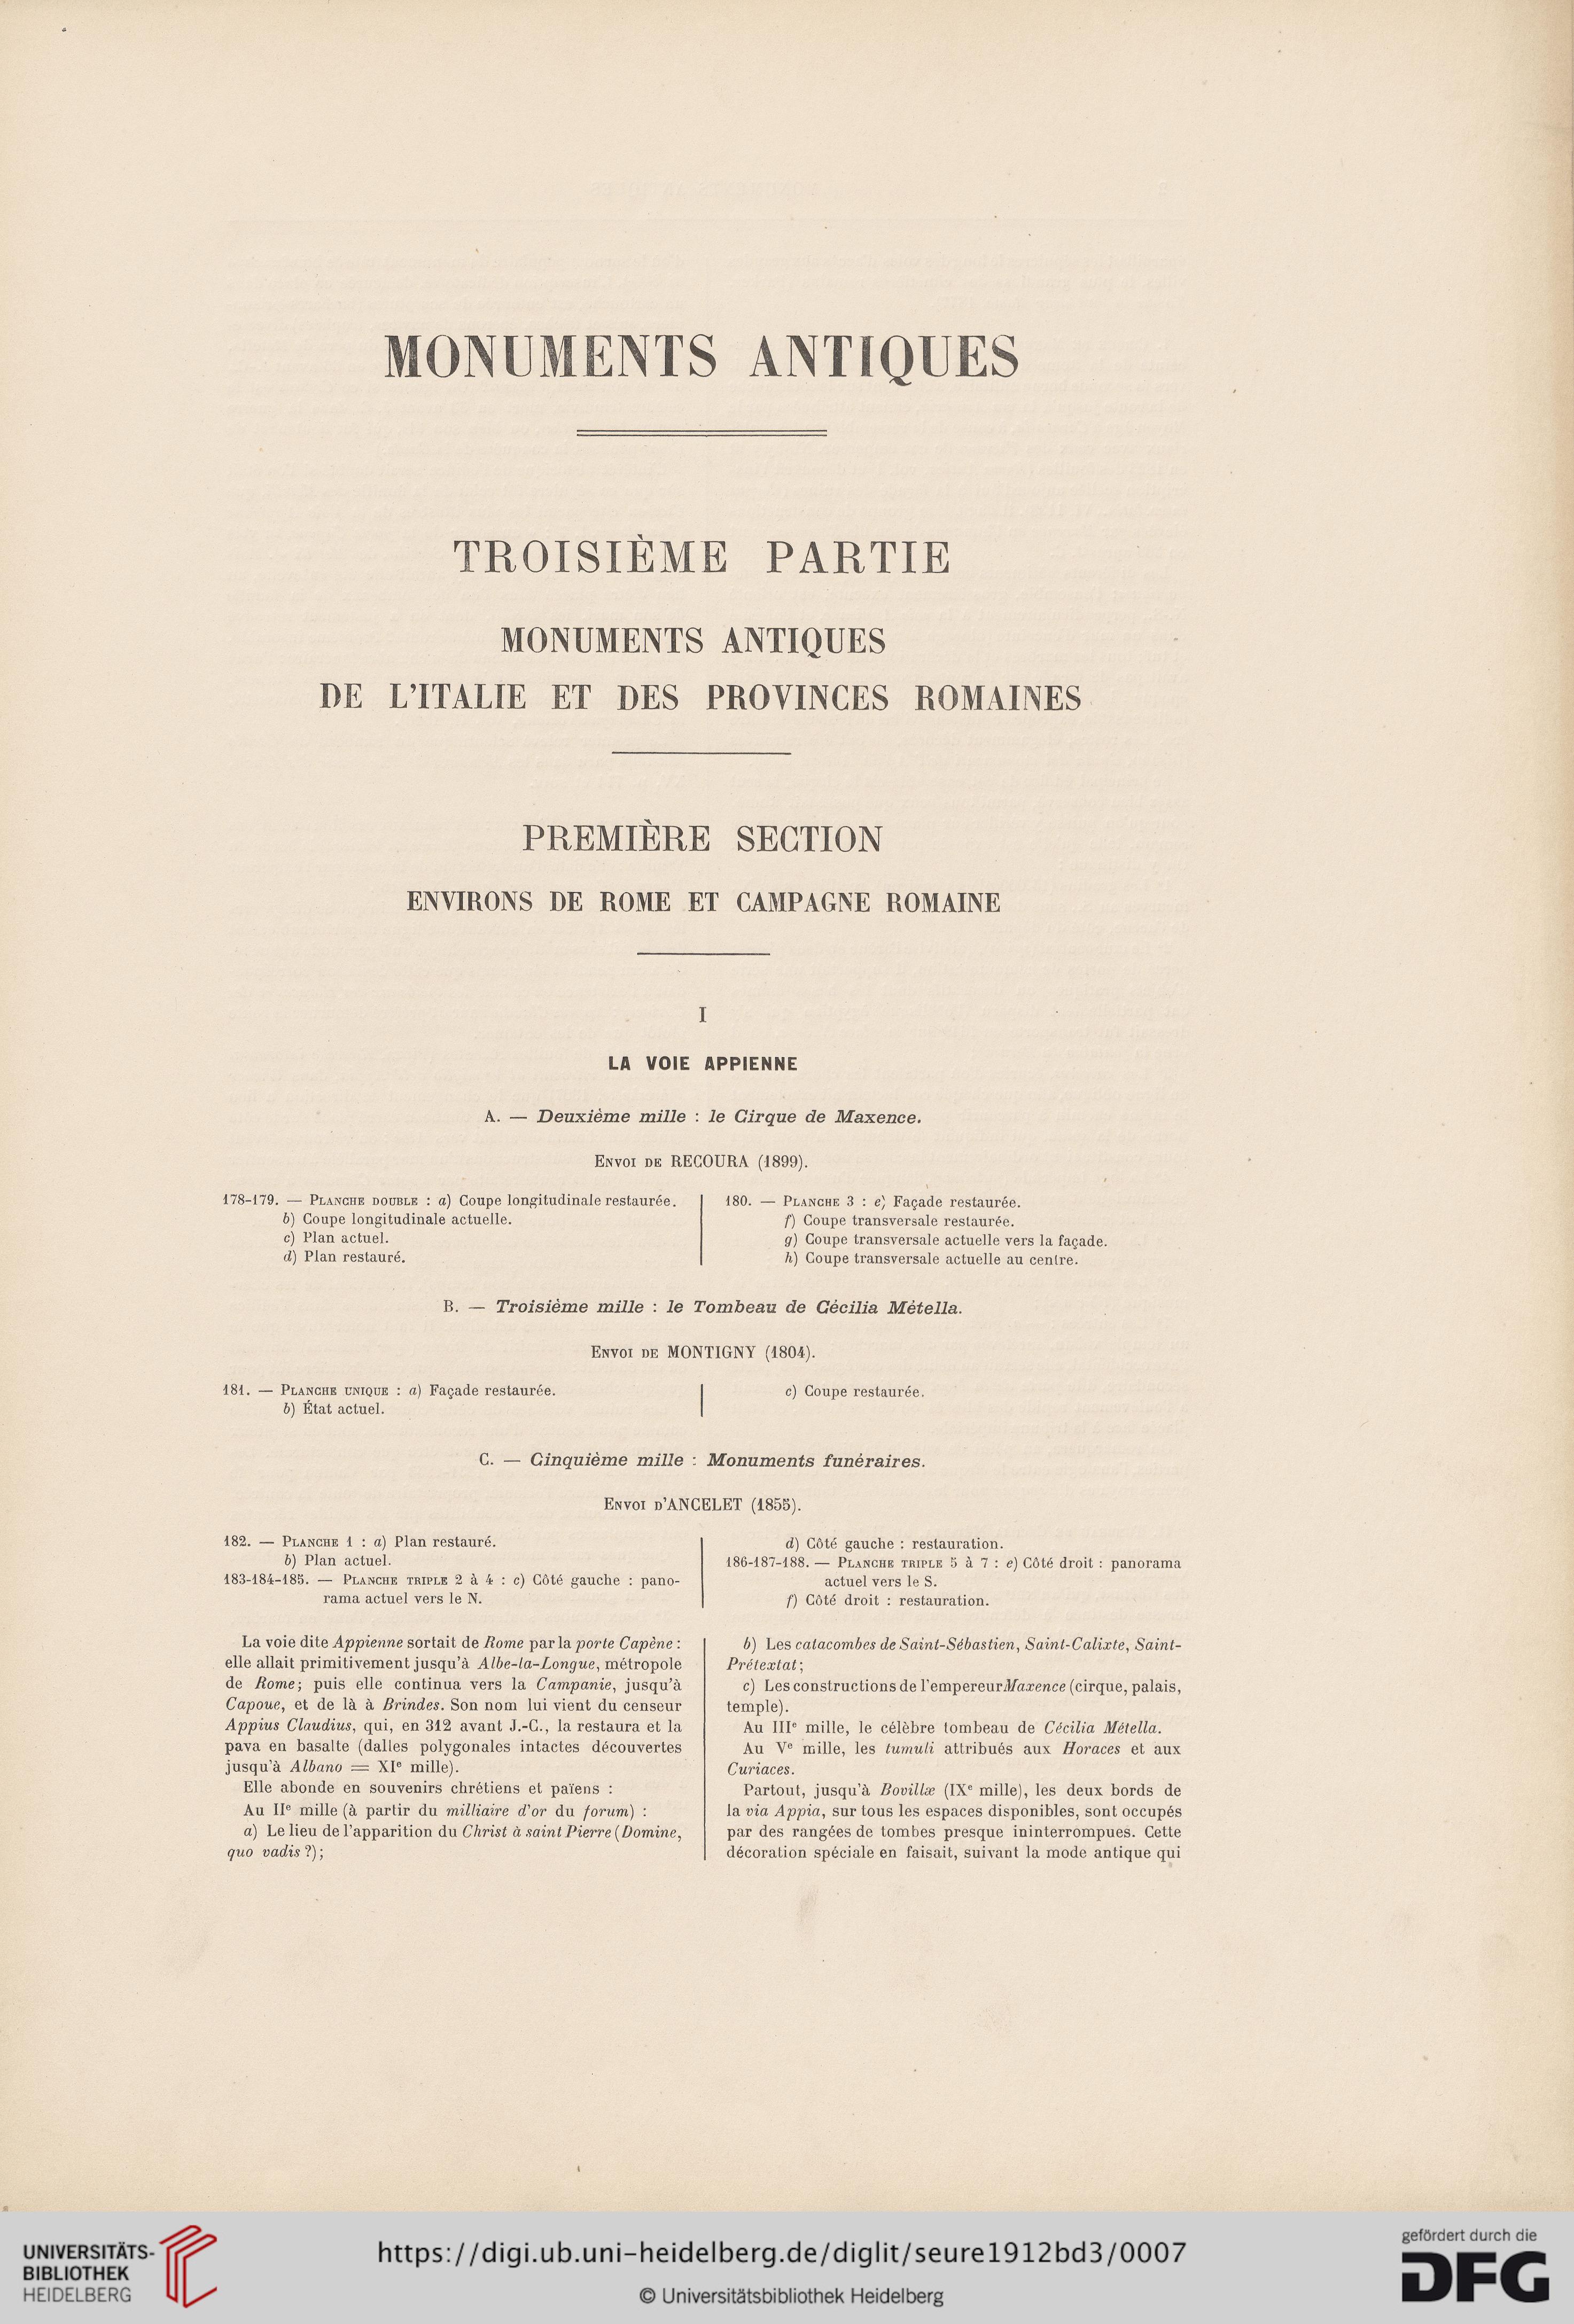 MONUMENTS ANTIQUES
TROISIÈME PARTIE
MONUMENTS ANTIQUES
DE L'ITALIE ET DES PROVINCES ROMAINES
PREMIÈRE SECTION
ENVIRONS DE ROME ET CAMPAGNE ROMAINE
I
LA VOIE APPIENNE
A. — Deuxième mille : le Cirque de Maxence.
ENVOI DE RECOURA (1899).
178-179. — PLANCHE DOUBLE : a) Coupe longitudinale restaurée.
b) Coupe longitudinale actuelle.
c) Plan actuel.
d) Plan restauré.
180. — PLANCHE 3 : e) Façade restaurée.
f) Coupe transversale restaurée.
g) Coupe transversale actuelle vers la façade.
h) Coupe transversale actuelle au centre.
B. — Troisième mille : le Tombeau de Cécilia Métella.
ENVOI DE MONTIGNY (1804).
181. — PLANCHE UNIQUE : a) Façade restaurée.
b) État actuel.
c) Coupe restaurée.
C. — Cinquième mille : Monuments funéraires.
ENVOI D'ANCELET (1855).
182. — PLANCHE 1 : a) Plan restauré.
b) Plan actuel.
183-184-185. — PLANCHE TRIPLE 2 à 4 : c) Côté gauche : pano-
rama actuel vers le N.
d) Côté gauche : restauration.
186-187-188. — PLANCHE TRIPLE 5 à 7 : e) Côté droit : panorama
actuel vers le S.
f) Côté droit : restauration.
La voie dite Appienne sortait de Rome par la porte Capène :
elle allait primitivement jusqu'à Albe-la-Longue, métropole
de Rome; puis elle continua vers la Campanie, jusqu'à
Capoue, et de là à Brindes. Son nom lui vient du censeur
Appius Claudius, qui, en 312 avant J.-C., la restaura et la
pava en basalte (dalles polygonales intactes découvertes
jusqu'à Albano = XIe mille).
Elle abonde en souvenirs chrétiens et païens :
Au IIe mille (à partir du milliaire d'or du forum) :
a) Le lieu de l'apparition du Christ à saint Pierre (Domine,
quo vadis ?);
b) Les catacombes de Saint-Sébastien, Saint-Calixte, Saint-
Prétextat;
c) Les constructions de l'empereur Maxence (cirque, palais,
temple).
Au IIIe mille, le célèbre tombeau de Cécilia Métella.
Au Ve mille, les tumuli attribués aux Horaces et aux
Curiaces.
Partout, jusqu'à Bovillæ (IXe mille), les deux bords de
la via Appia, sur tous les espaces disponibles, sont occupés
par des rangées de tombes presque ininterrompues. Cette
décoration spéciale en faisait, suivant la mode antique qui
UNIVERSITÄTS-
BIBLIOTHEK
HEIDELBERG
https://digi.ub.uni-heidelberg.de/diglit/seure1912bd3/0007
© Universitätsbibliothek Heidelberg
gefördert durch die
DFG